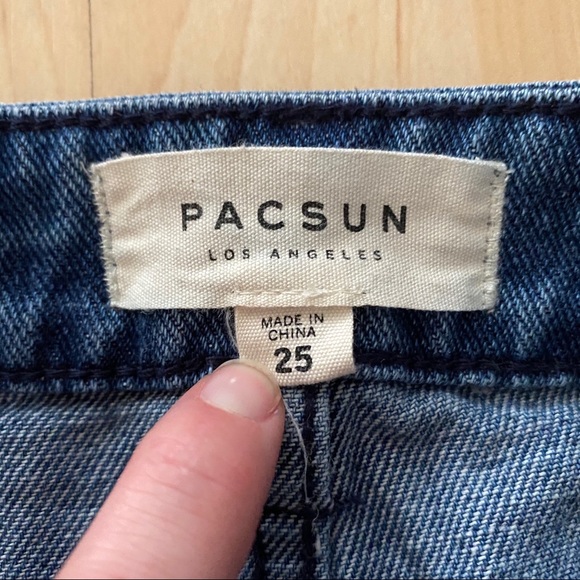 PACSUN
LOS ANGELES
MADE IN
CHINA
25